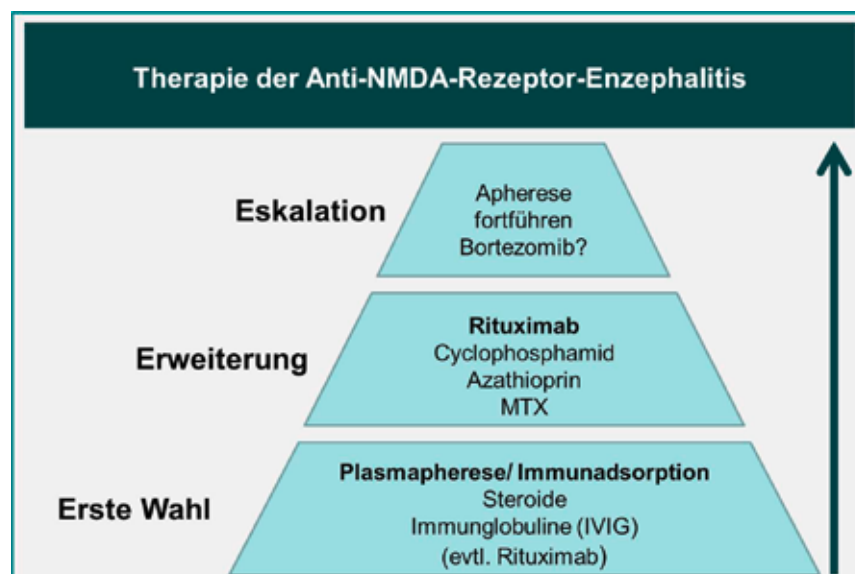 Therapie der Anti-NMDA-Rezeptor-Enzephalitis
Eskalation
Apherese
fortführen
Bortezomib?
Erweiterung
Rituximab
Cyclophosphamid
Azathioprin
MTX
Erste Wahl
Plasmapherese/ Immunadsorption
Steroide
Immunglobuline (IVIG)
(evtl. Rituximab)